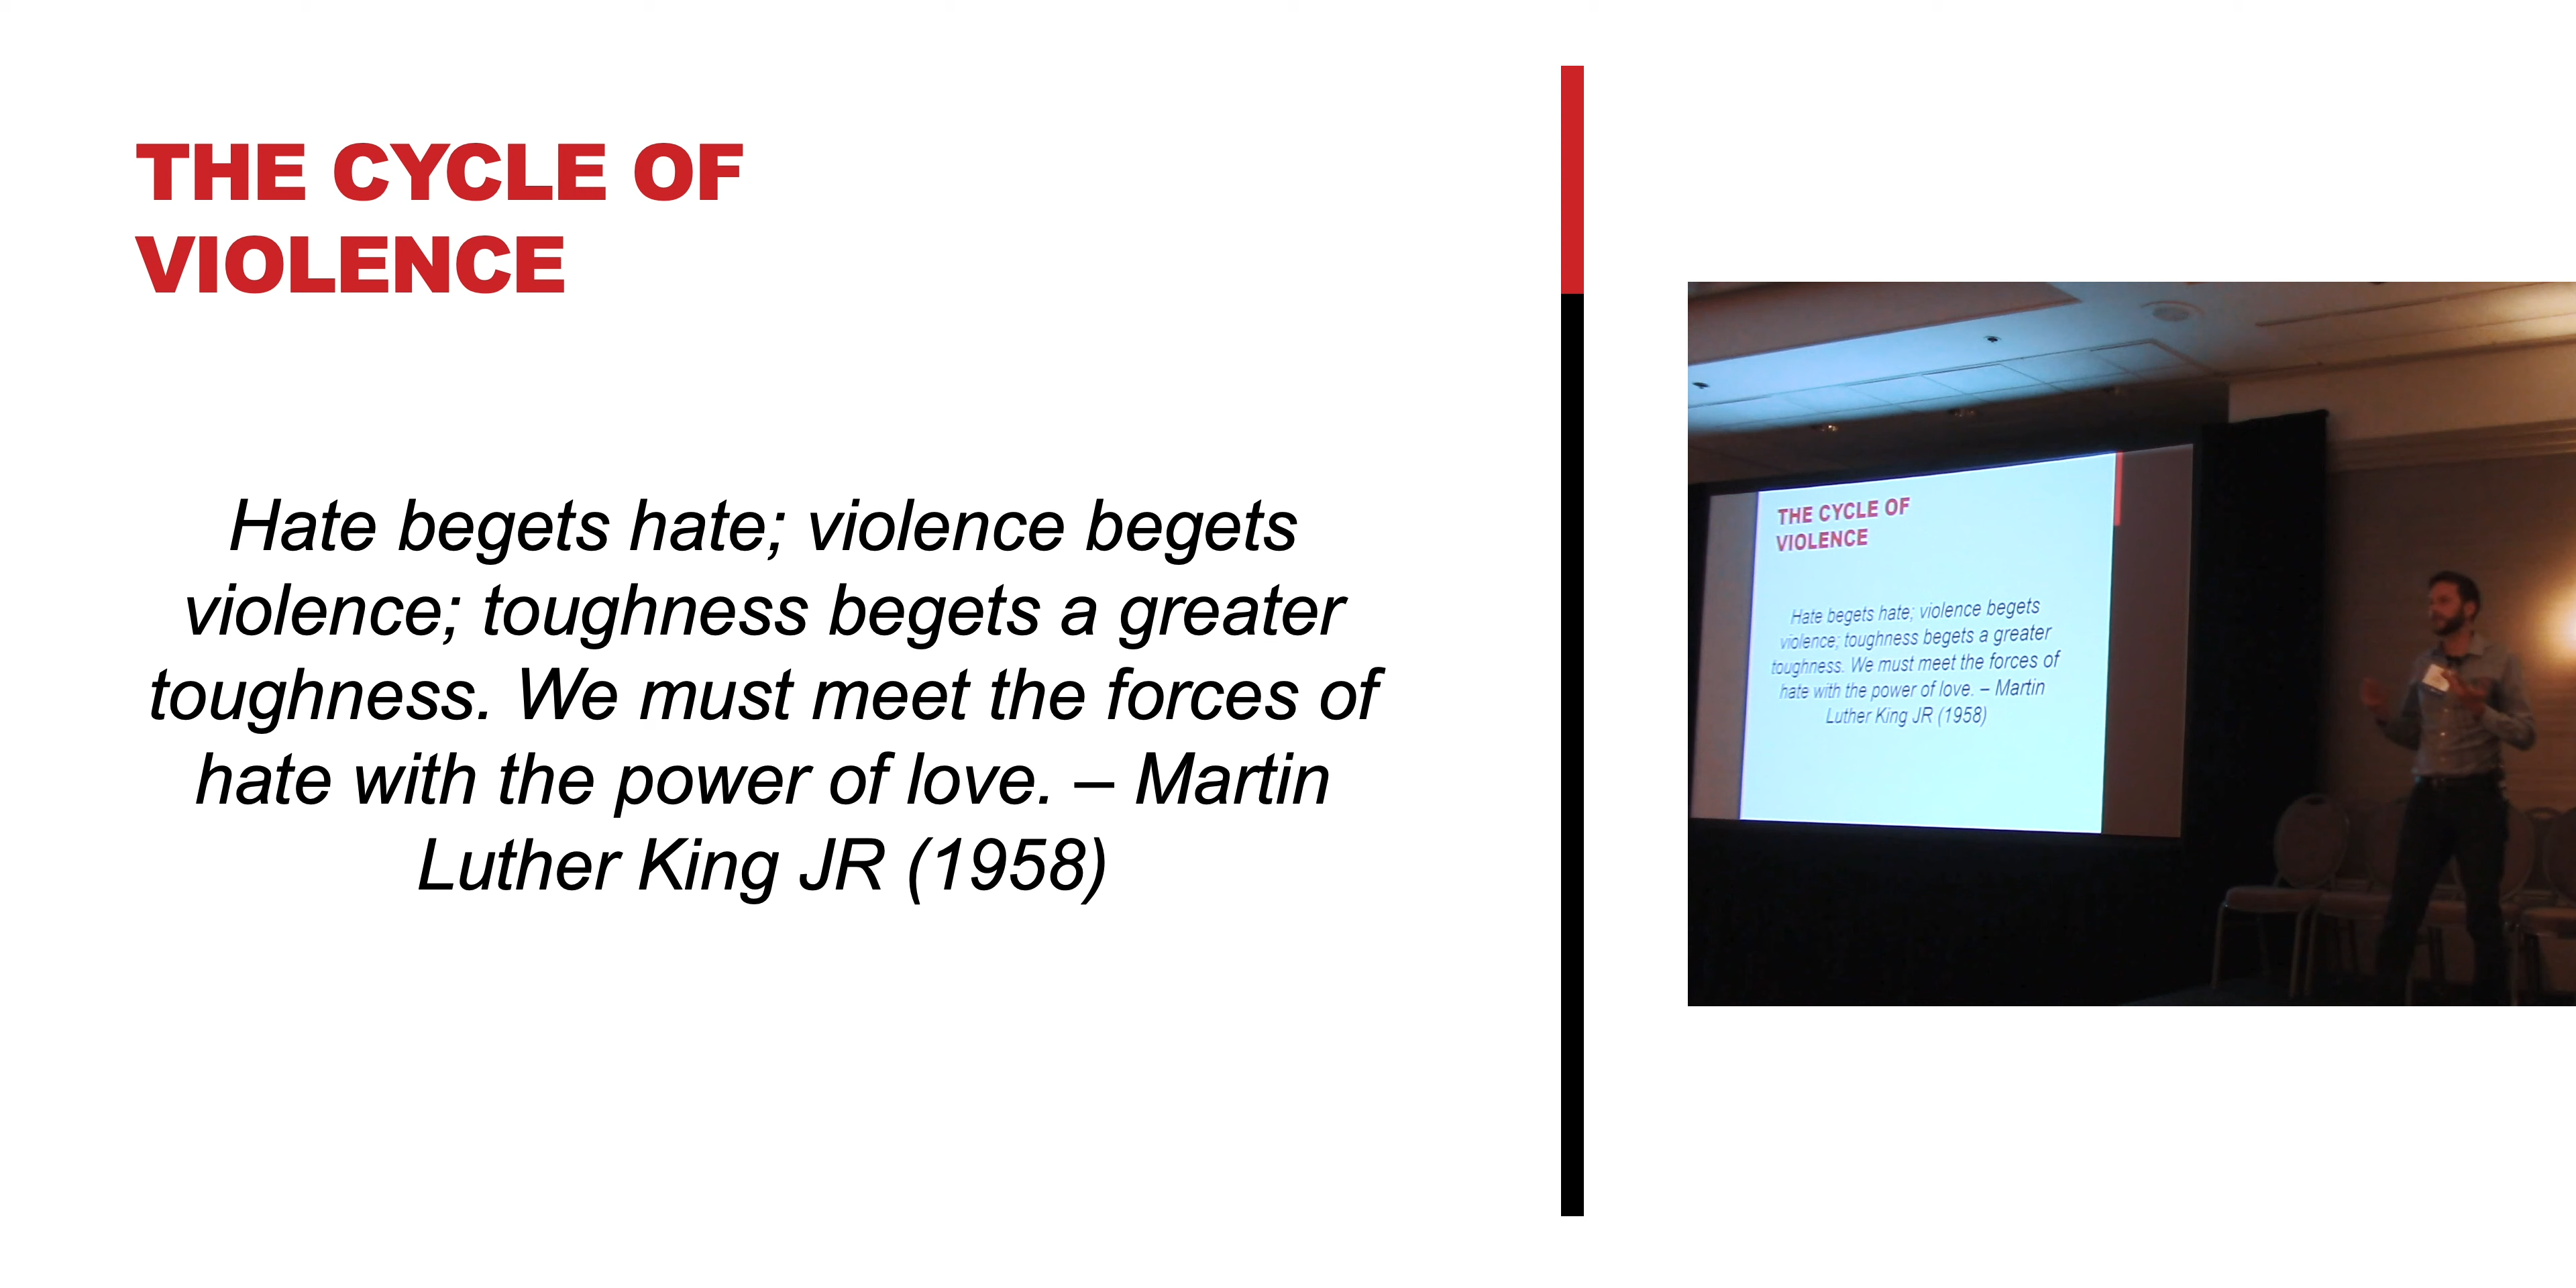 THE CYCLE OF
VIOLENCE
Hate begets hate; violence begets
violence; toughness begets a greater
toughness. We must meet the forces of
hate with the power of love. – Martin
Luther King JR (1958)
THE CYCLE OF
VIOLENCE
Hate begets hate; violence begets
violence; toughness begets a greater
toughness. We must meet the forces of
hate with the power of love. – Martin
Luther King JR (1958)